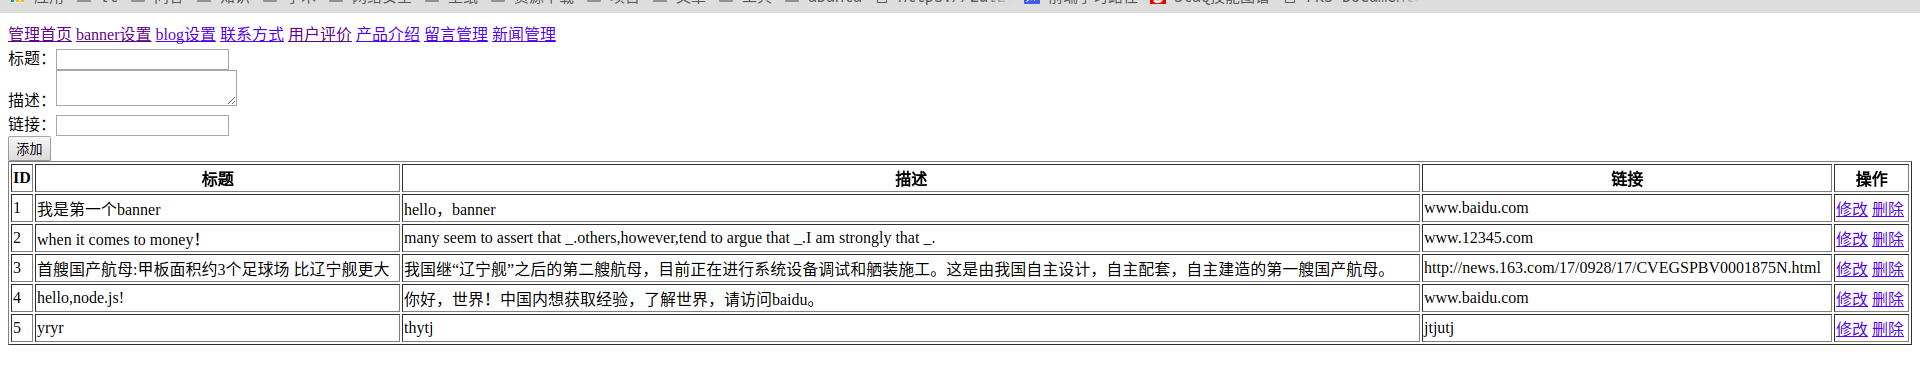 管理首页 banner设置 blog设置 联系方式 用户评价 产品介绍 留言管理 新闻管理
标题：
描述：
链接：
添加
ID 标题 描述 链接 操作
1 我是第一个banner hello，banner www.baidu.com 修改 删除
2 when it comes to money！ many seem to assert that _.others,however,tend to argue that _.I am strongly that _. www.12345.com 修改 删除
3 首艘国产航母:甲板面积约3个足球场 比辽宁舰更大 我国继“辽宁舰”之后的第二艘航母，目前正在进行系统设备调试和舾装施工。这是由我国自主设计，自主配套，自主建造的第一艘国产航母。 http://news.163.com/17/0928/17/CVEGSPBV0001875N.html 修改 删除
4 hello,node.js! 你好，世界！中国内想获取经验，了解世界，请访问baidu。 www.baidu.com 修改 删除
5 yryr thytj jtjutj 修改 删除